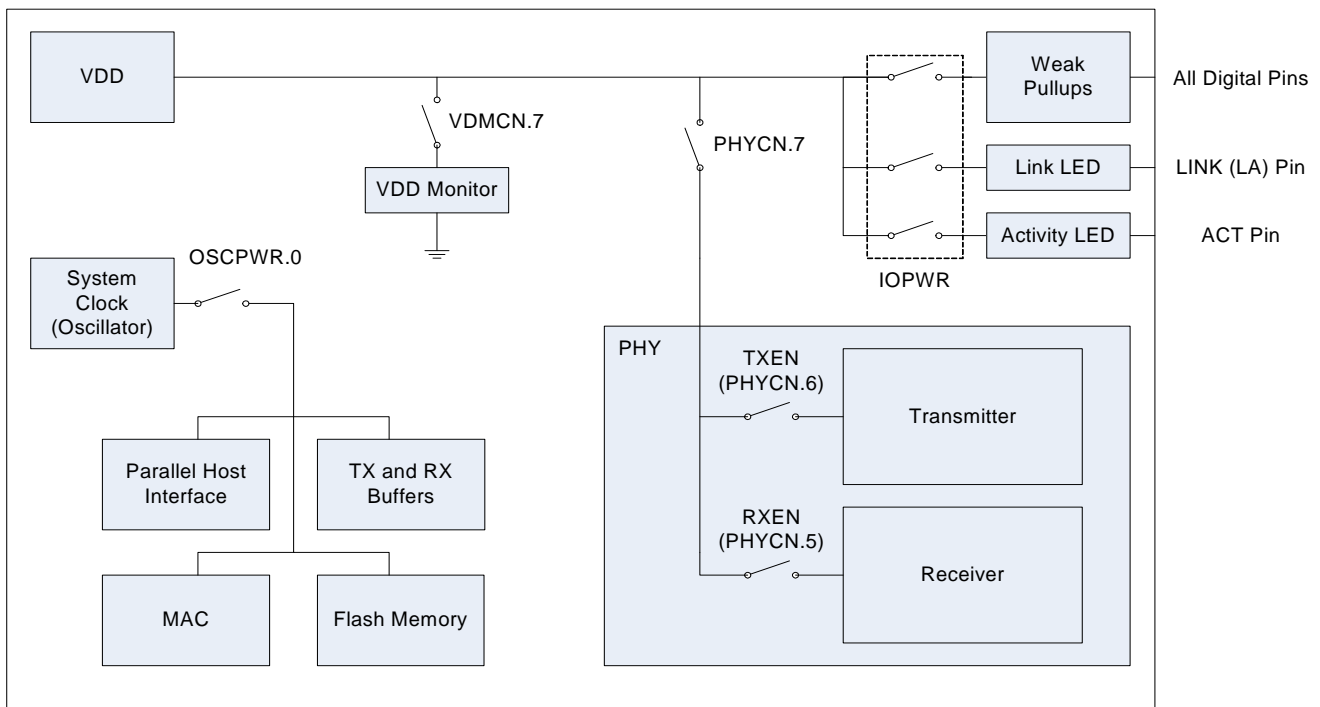 VDD
Weak
Pullups
All Digital Pins
VDMCN.7
PHYCN.7
VDD Monitor
Link LED
LINK (LA) Pin
Activity LED
ACT Pin
IOPWR
OSCPWR.0
System
Clock
(Oscillator)
PHY
TXEN
(PHYCN.6)
Transmitter
Parallel Host
Interface
TX and RX
Buffers
RXEN
(PHYCN.5)
Receiver
MAC
Flash Memory